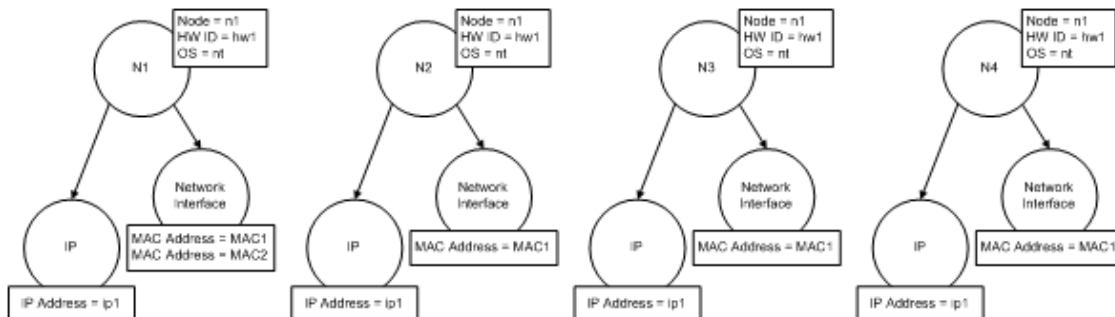 Node = n1
HW ID = hw1
OS = nt
N1
Network
Interface
MAC Address = MAC1
MAC Address = MAC2
IP
IP Address = ip1
Node = n1
HW ID = hw1
OS = nt
N2
Network
Interface
MAC Address = MAC1
IP
IP Address = ip1
Node = n1
HW ID = hw1
OS = nt
N3
Network
Interface
MAC Address = MAC1
IP
IP Address = ip1
Node = n1
HW ID = hw1
OS = nt
N4
Network
Interface
MAC Address = MAC1
IP
IP Address = ip1